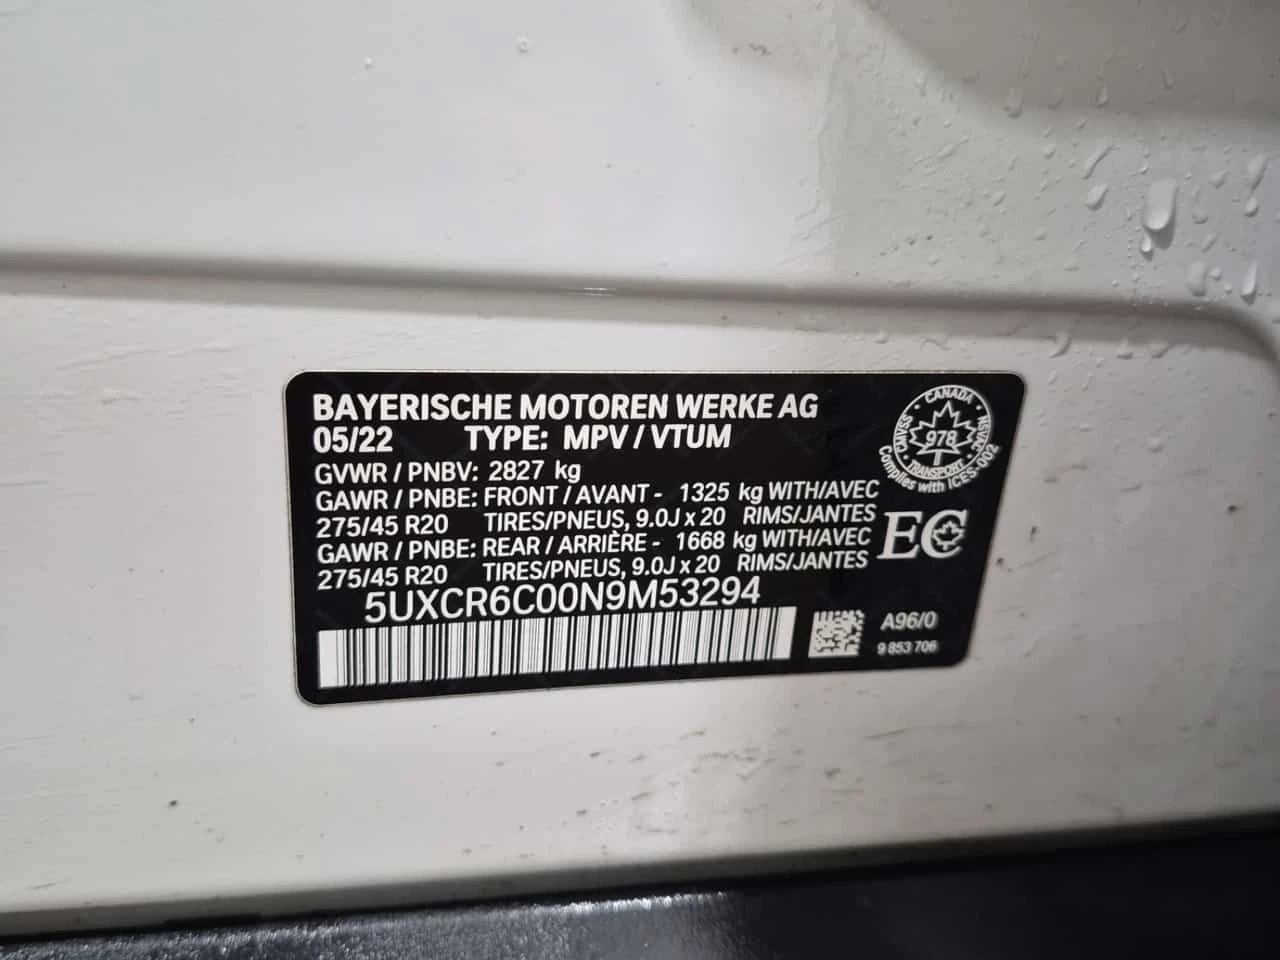 BAYERISCHE MOTOREN WERKE AG
05/22 TYPE: MPV / VTUM
GVWR / PNBV: 2827 kg
GAWR / PNBE: FRONT / AVANT - 1325 kg WITH/AVEC
275/45 R20 TIRES/PNEUS, 9.0J x 20 RIMS/JANTES
GAWR / PNBE: REAR / ARRIÈRE - 1668 kg WITH/AVEC
275/45 R20 TIRES/PNEUS, 9.0J x 20 RIMS/JANTES
5UXCR6C00N9M53294
CANADA
CMVSS
978
NSVAC
TRANSPORT
Complies with ICES-002
EC
A96/0
9 853 706